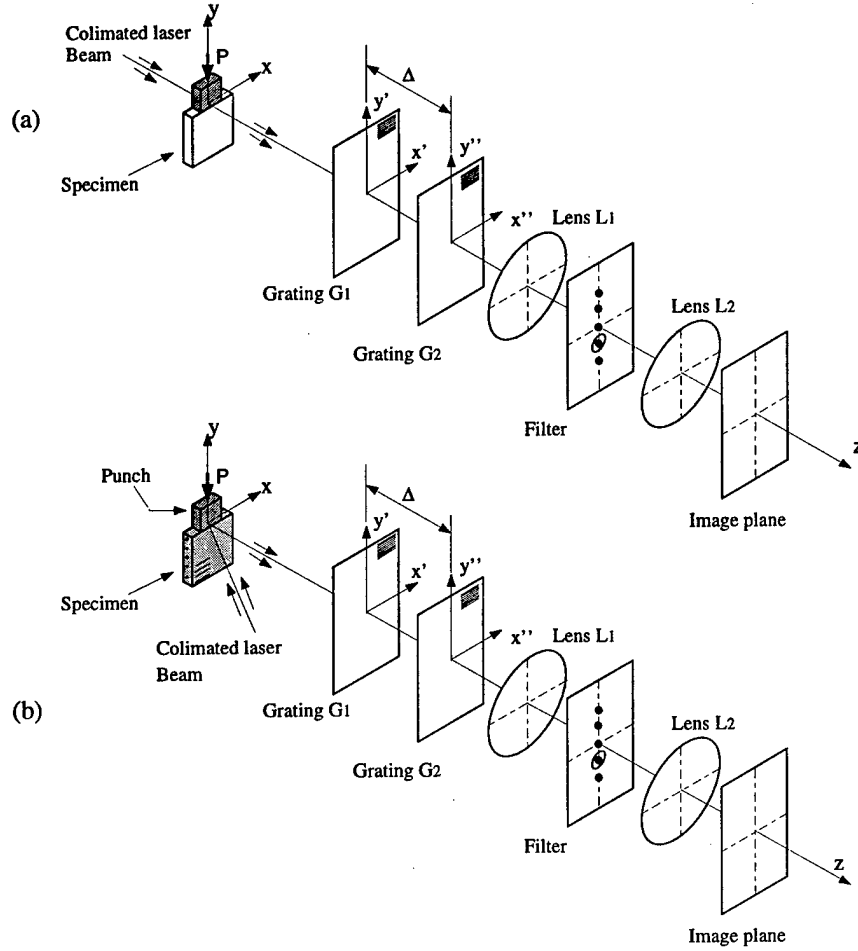 Colimated laser
Beam
y
P
x
Δ
(a)
y'
y''
x'
Specimen
x''
Lens L1
Grating G1
Lens L2
Grating G2
Filter
z
Image plane
y
Punch
P
x
Δ
y'
y''
x'
Specimen
x''
Lens L1
Colimated laser
Beam
(b)
Grating G1
Lens L2
Grating G2
Filter
z
Image plane